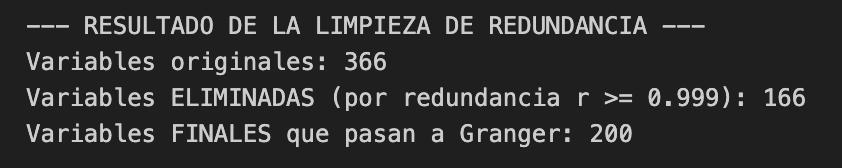 --- RESULTADO DE LA LIMPIEZA DE REDUNDANCIA ---
Variables originales: 366
Variables ELIMINADAS (por redundancia r >= 0.999): 166
Variables FINALES que pasan a Granger: 200